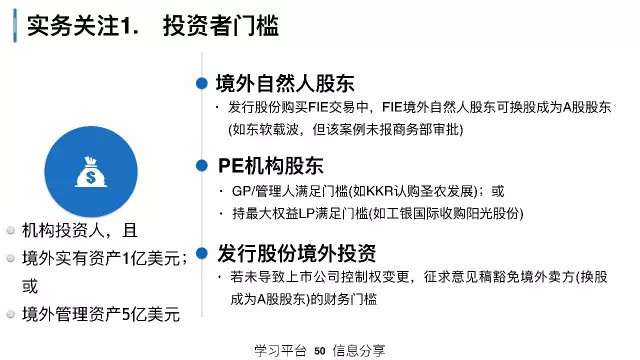 实务关注1. 投资者门槛
机构投资人，且
境外实有资产1亿美元；
或
境外管理资产5亿美元
境外自然人股东
· 发行股份购买FIE交易中，FIE境外自然人股东可换股成为A股股东
(如东软载波，但该案例未报商务部审批)
PE机构股东
· GP/管理人满足门槛(如KKR认购圣农发展)；或
· 持最大权益LP满足门槛(如工银国际收购阳光股份)
发行股份境外投资
· 若未导致上市公司控制权变更，征求意见稿豁免境外卖方(换股
成为A股股东)的财务门槛
学习平台 50 信息分享